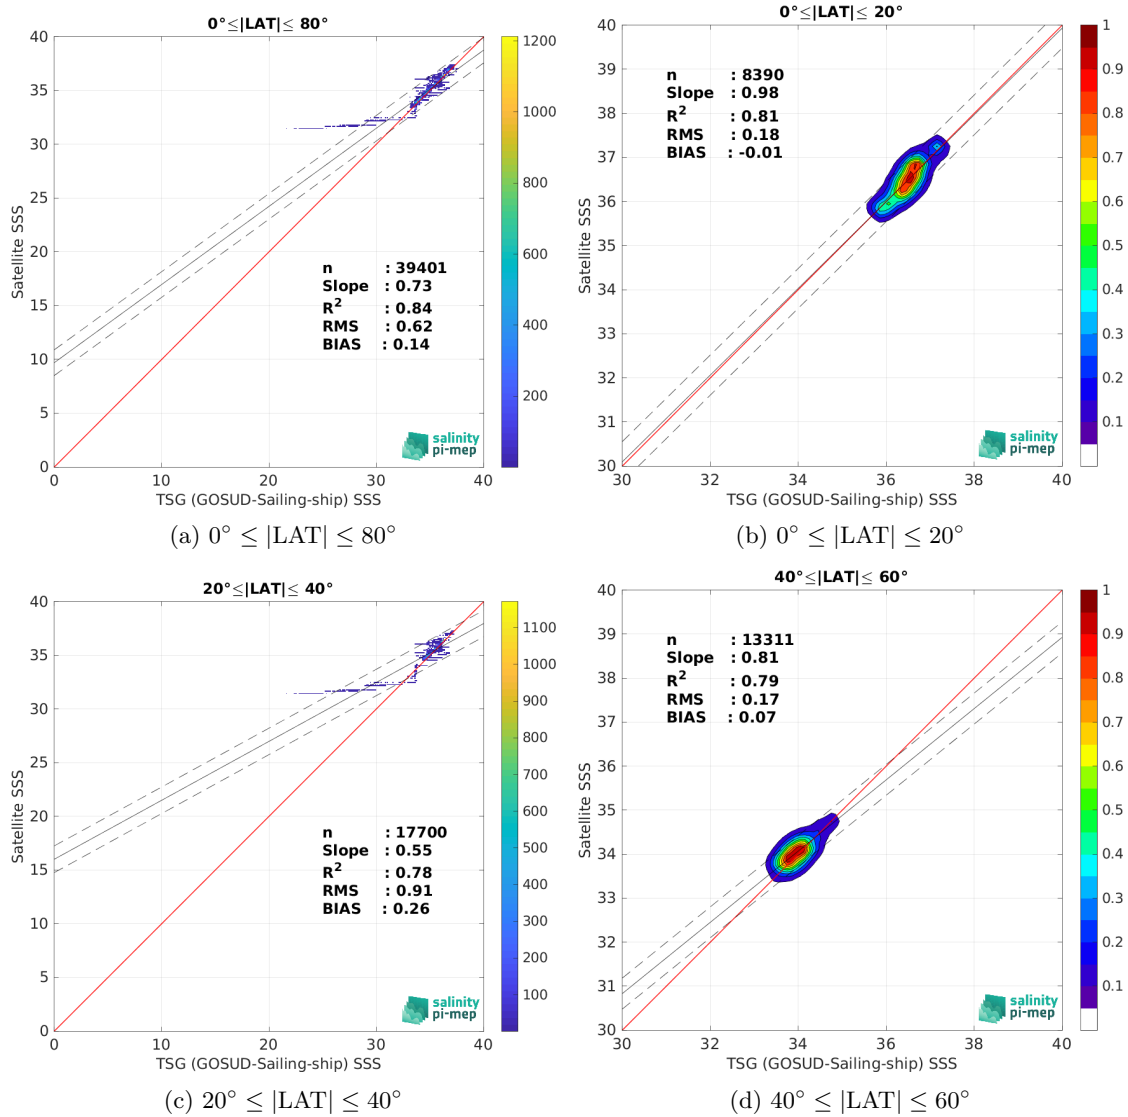 0°≤|LAT|≤ 80°
40
35
30
25
20
15
10
5
0
Satellite SSS
n : 39401
Slope : 0.73
R² : 0.84
RMS : 0.62
BIAS : 0.14
salinity
pi-mep
0 10 20 30 40
TSG (GOSUD-Sailing-ship) SSS
1200
1000
800
600
400
200
(a) 0° ≤ |LAT| ≤ 80°
0°≤|LAT|≤ 20°
40
39
38
37
36
35
34
33
32
31
30
Satellite SSS
n : 8390
Slope : 0.98
R² : 0.81
RMS : 0.18
BIAS : -0.01
salinity
pi-mep
30 32 34 36 38 40
TSG (GOSUD-Sailing-ship) SSS
1
0.9
0.8
0.7
0.6
0.5
0.4
0.3
0.2
0.1
(b) 0° ≤ |LAT| ≤ 20°
20°≤|LAT|≤ 40°
40
35
30
25
20
15
10
5
0
Satellite SSS
n : 17700
Slope : 0.55
R² : 0.78
RMS : 0.91
BIAS : 0.26
salinity
pi-mep
0 10 20 30 40
TSG (GOSUD-Sailing-ship) SSS
1100
1000
900
800
700
600
500
400
300
200
100
(c) 20° ≤ |LAT| ≤ 40°
40°≤|LAT|≤ 60°
40
39
38
37
36
35
34
33
32
31
30
Satellite SSS
n : 13311
Slope : 0.81
R² : 0.79
RMS : 0.17
BIAS : 0.07
salinity
pi-mep
30 32 34 36 38 40
TSG (GOSUD-Sailing-ship) SSS
1
0.9
0.8
0.7
0.6
0.5
0.4
0.3
0.2
0.1
(d) 40° ≤ |LAT| ≤ 60°